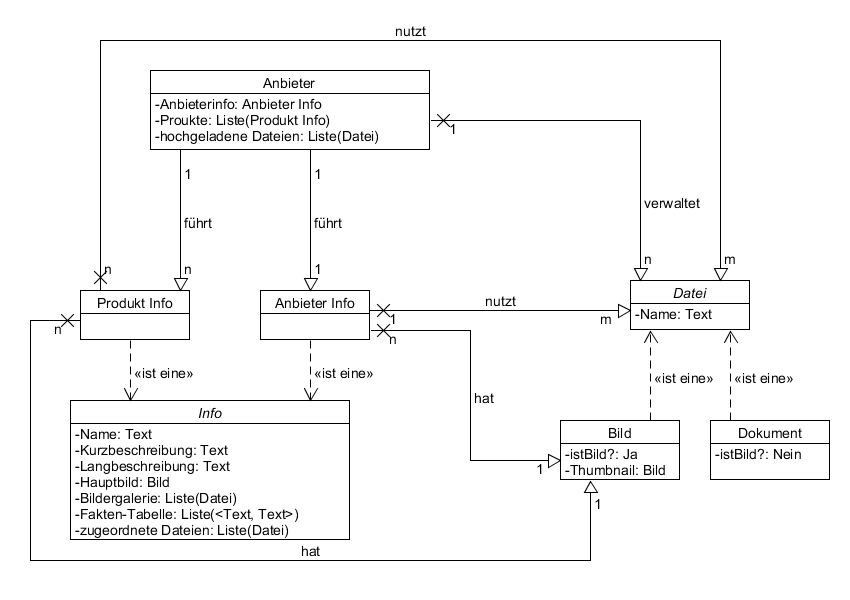 nutzt
Anbieter
-Anbieterinfo: Anbieter Info
-Proukte: Liste(Produkt Info)
-hochgeladene Dateien: Liste(Datei)
1
1
1
verwaltet
führt
führt
n
n
1
n
m
Produkt Info
Anbieter Info
nutzt
1
m
Datei
-Name: Text
n
n
«ist eine»
«ist eine»
«ist eine»
«ist eine»
hat
Info
-Name: Text
-Kurzbeschreibung: Text
-Langbeschreibung: Text
-Hauptbild: Bild
-Bildergalerie: Liste(Datei)
-Fakten-Tabelle: Liste(<Text, Text>)
-zugeordnete Dateien: Liste(Datei)
Bild
-istBild?: Ja
-Thumbnail: Bild
Dokument
-istBild?: Nein
1
1
hat